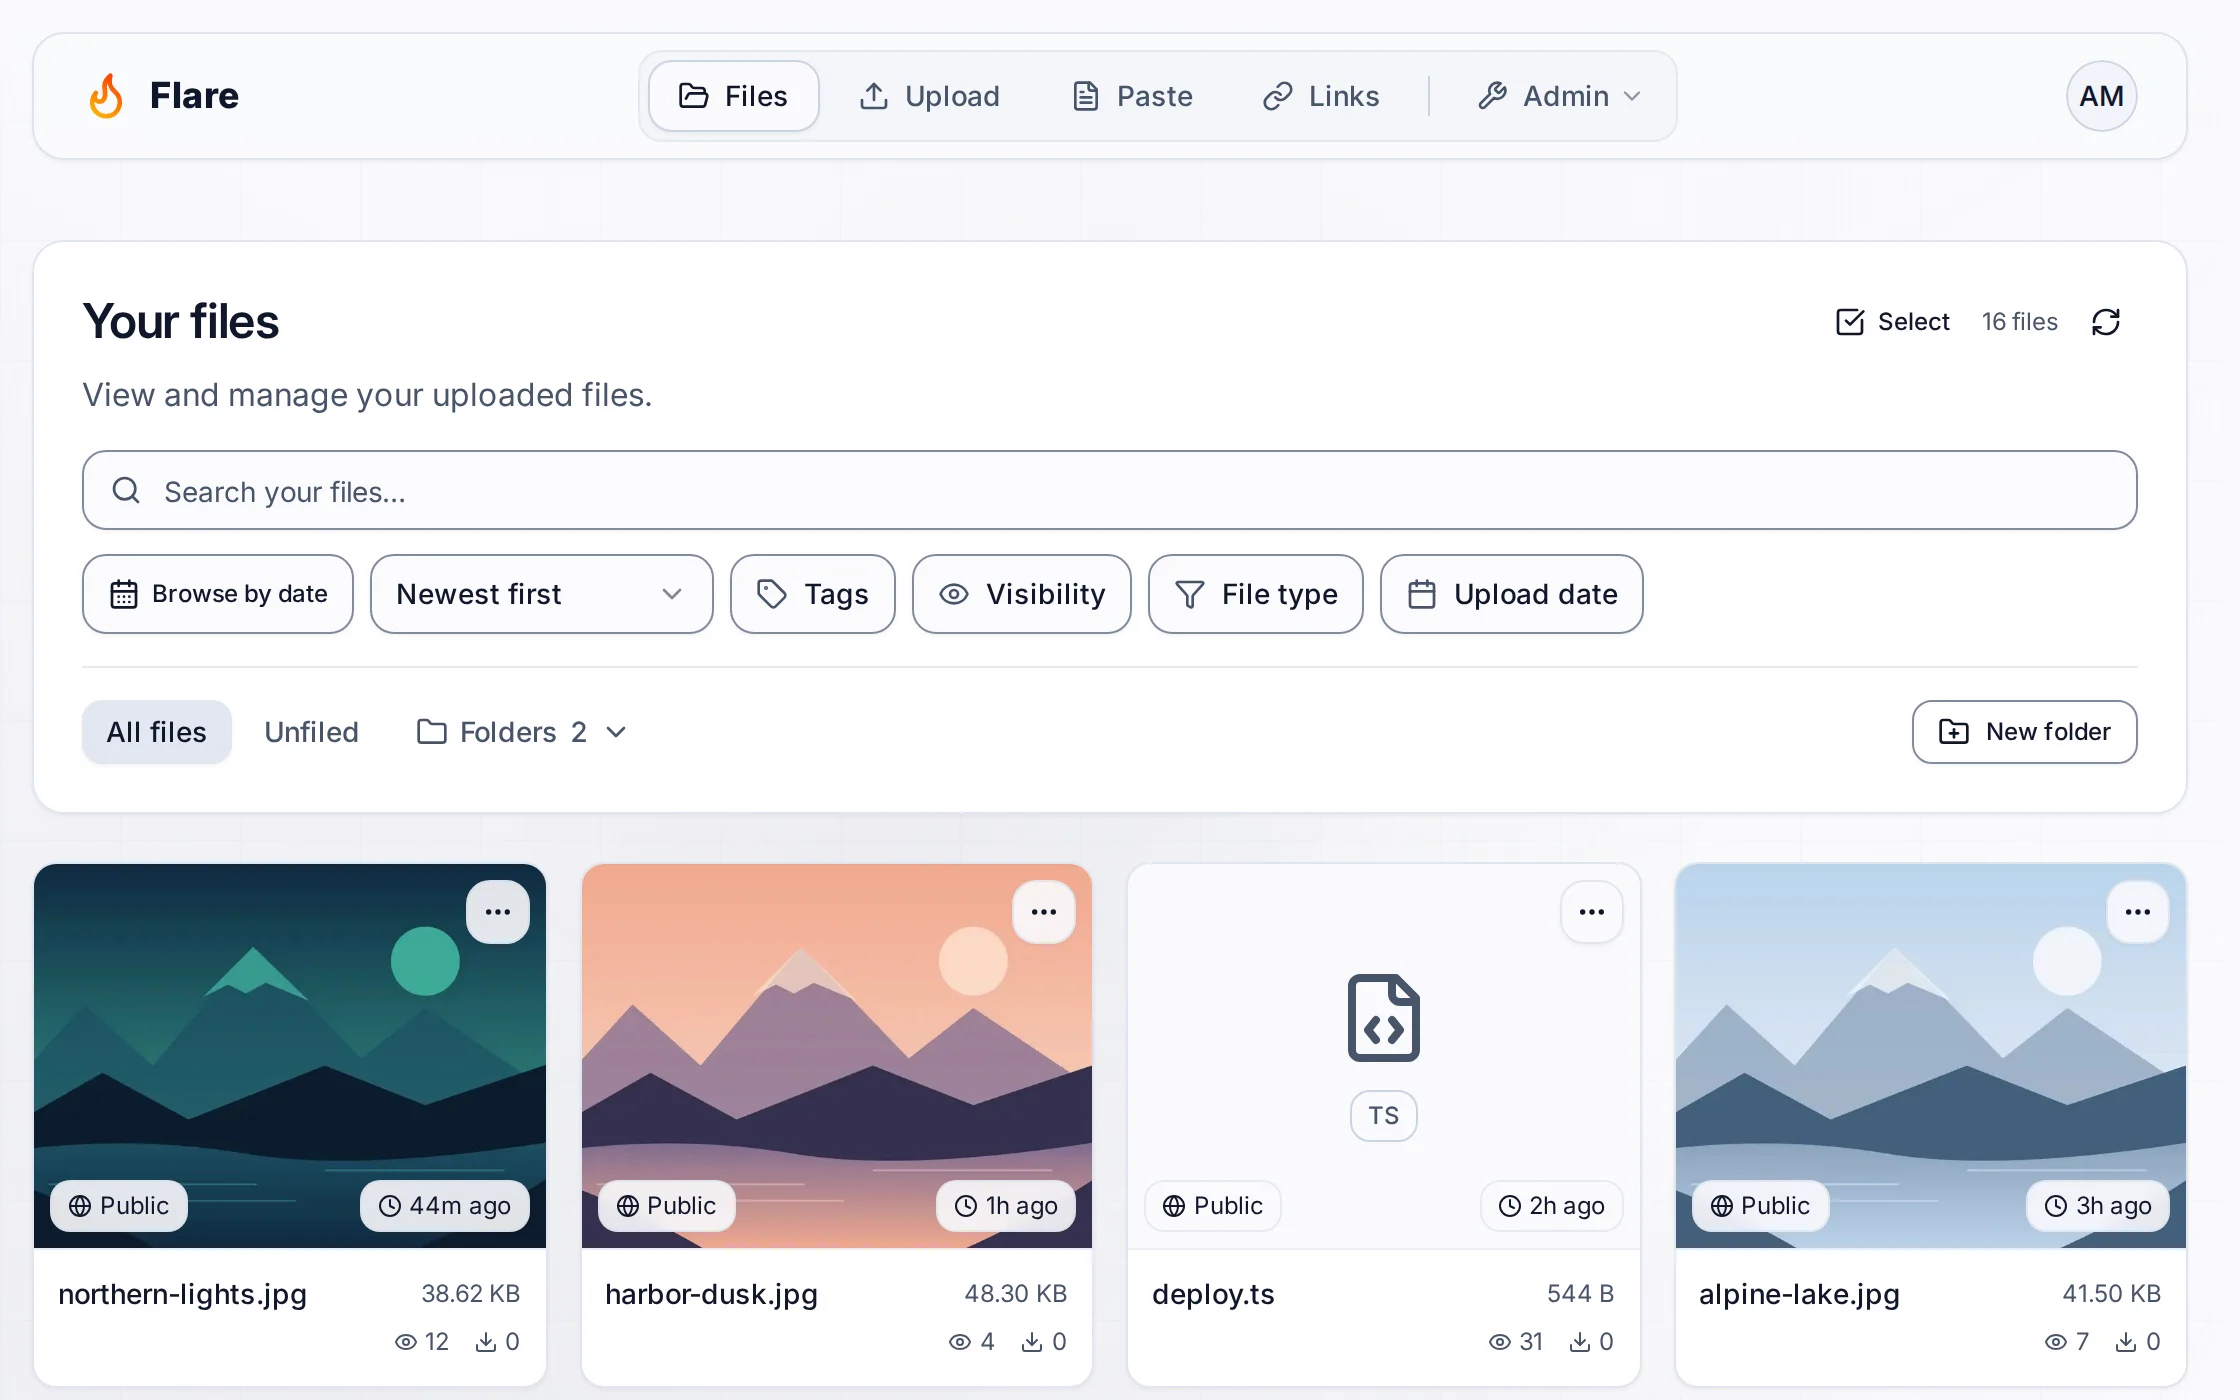 Flare
Files
Upload
Paste
Links
Admin
AM
Your files
Select
16 files
View and manage your uploaded files.
Search your files...
Browse by date
Newest first
Tags
Visibility
File type
Upload date
All files
Unfiled
Folders 2
New folder
Public
44m ago
northern-lights.jpg
38.62 KB
12
0
Public
1h ago
harbor-dusk.jpg
48.30 KB
4
0
TS
Public
2h ago
deploy.ts
544 B
31
0
Public
3h ago
alpine-lake.jpg
41.50 KB
7
0